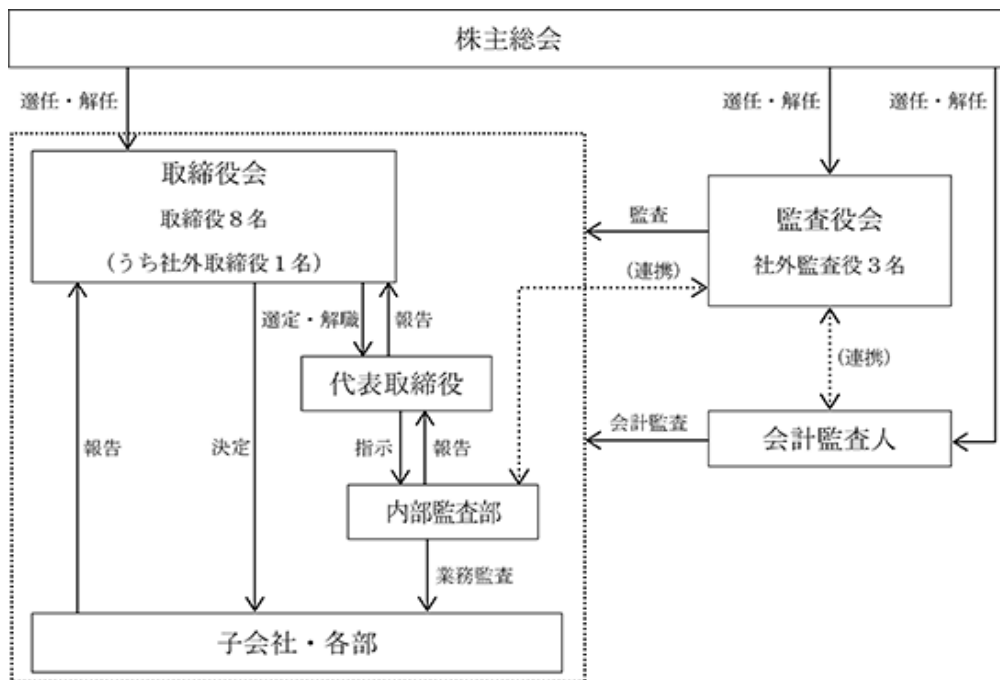 株主総会
選任・解任
選任・解任
選任・解任
取締役会
取締役8名
(うち社外取締役1名)
監査役会
社外監査役3名
監査
(連携)
選定・解職
報告
代表取締役
(連携)
報告
決定
指示
報告
会計監査
会計監査人
内部監査部
業務監査
子会社・各部